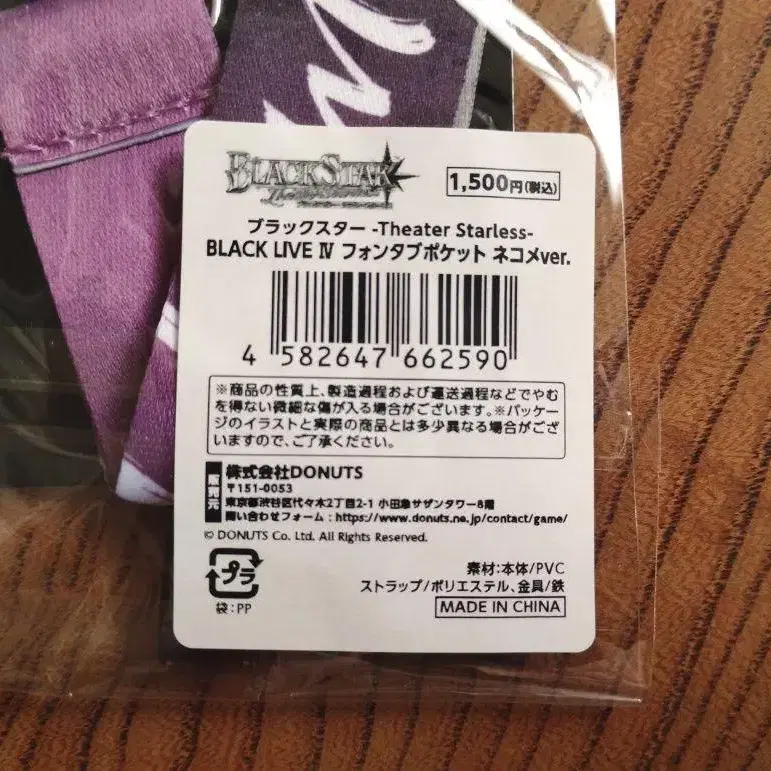 BLACKSTAR
1,500円(税込)
ブラックスター -Theater Starless-
BLACK LIVE Ⅳ フォンタブポケット ネコメver.
4 582647 662590
※商品の性質上、製造過程および運送過程などでやむ
を得ない微細な傷が入る場合がございます。※パッケー
ジのイラストと実際の商品とは多少異なる場合がござ
いますので、ご了承ください。
販売元
株式会社DONUTS
〒151-0053
東京都渋谷区代々木2丁目2-1 小田急サザンタワー8階
問い合わせフォーム:https://www.donuts.ne.jp/contact/game/
© DONUTS Co. Ltd. All Rights Reserved.
プラ
袋:PP
素材:本体/PVC
ストラップ/ポリエステル、金具/鉄
MADE IN CHINA